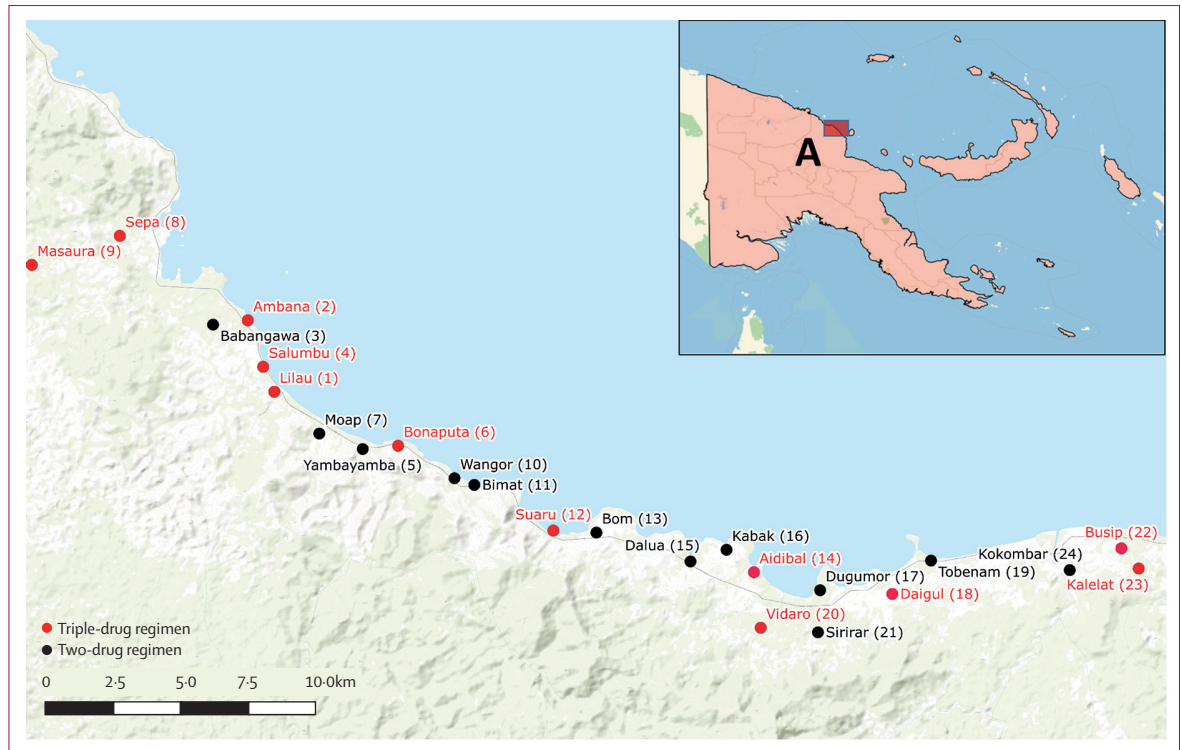 A
Sepa (8)
Masaura (9)
Ambana (2)
Babangawa (3)
Salumbu (4)
Lilau (1)
Moap (7)
Bonaputa (6)
Yambayamba (5)
Wangor (10)
Bimat (11)
Suaru (12)
Bom (13)
Dalua (15)
Kabak (16)
Aidibal (14)
Dugumor (17)
Daigul (18)
Tobenam (19)
Kokombar (24)
Busip (22)
Kalelat (23)
Vidaro (20)
Sirirar (21)
Triple-drug regimen
Two-drug regimen
0 2·5 5·0 7·5 10·0km